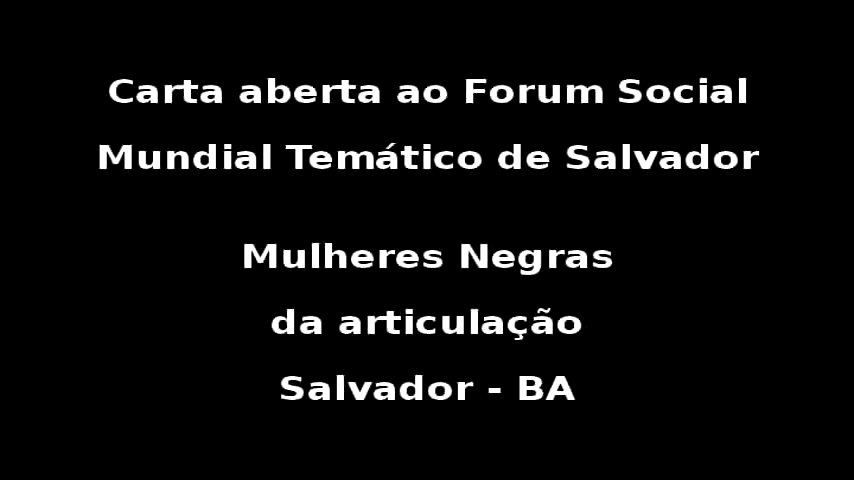 Carta aberta ao Forum Social
Mundial Temático de Salvador
Mulheres Negras
da articulação
Salvador - BA